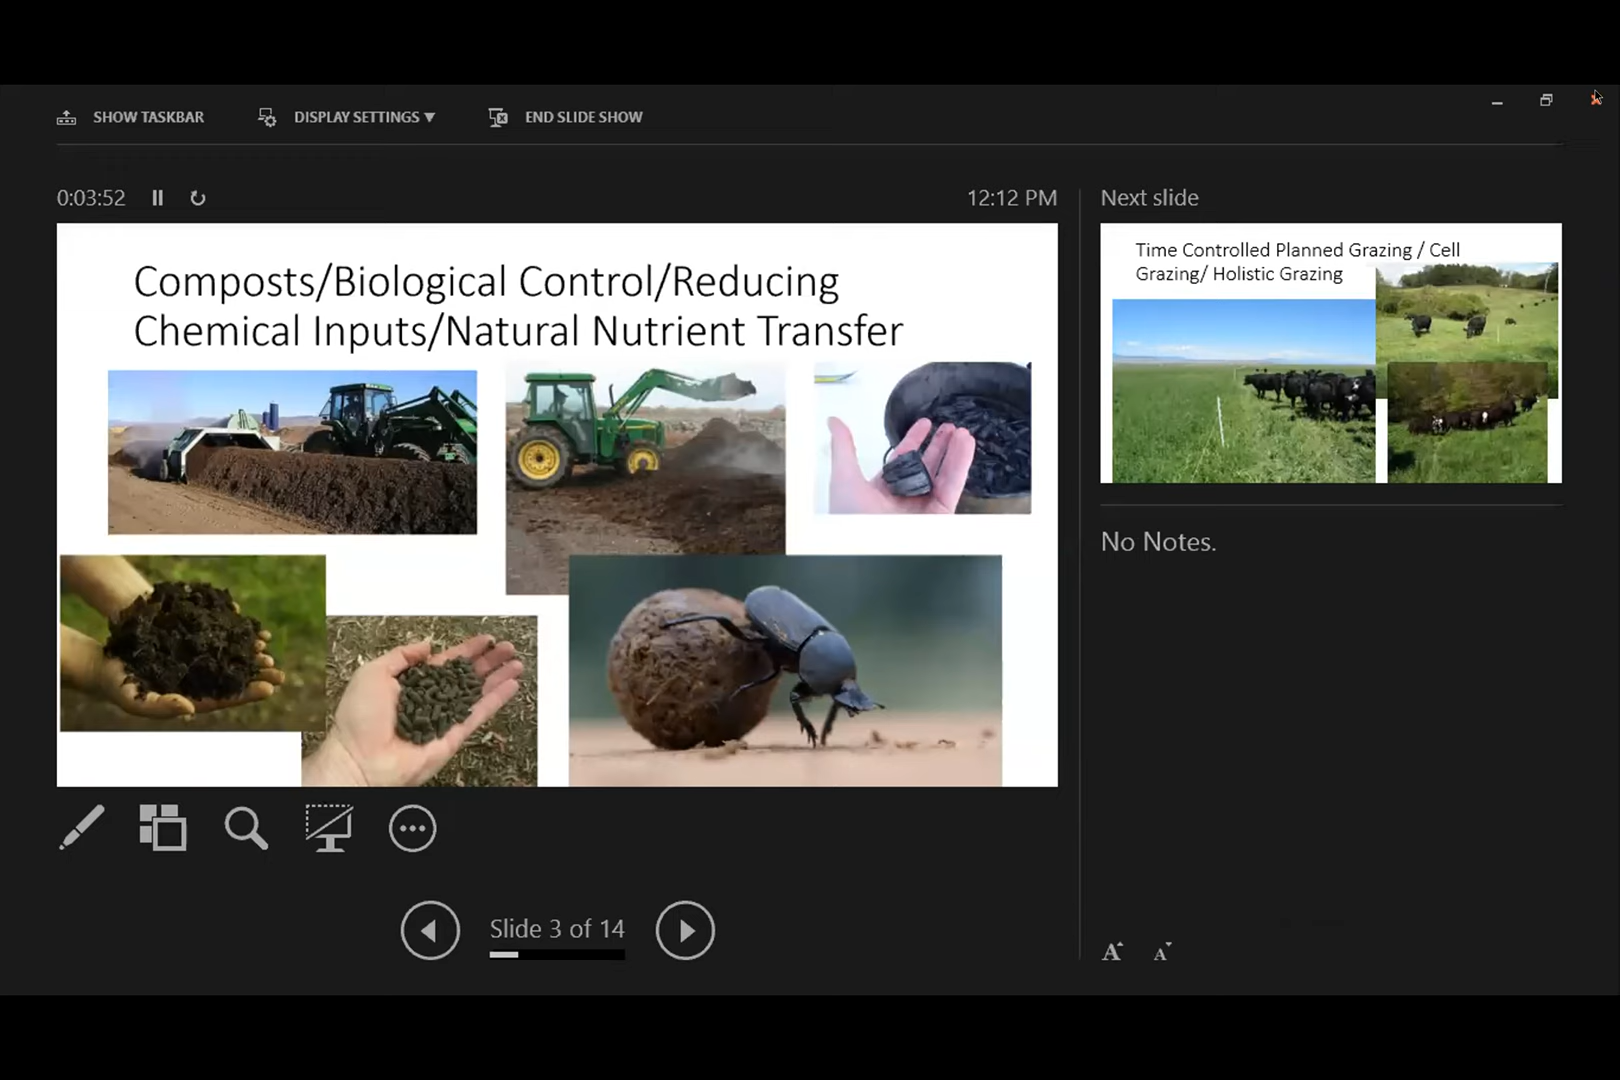 SHOW TASKBAR
DISPLAY SETTINGS ▼
END SLIDE SHOW
0:03:52
12:12 PM
Composts/Biological Control/Reducing
Chemical Inputs/Natural Nutrient Transfer
Slide 3 of 14
Next slide
Time Controlled Planned Grazing / Cell
Grazing/ Holistic Grazing
No Notes.
A A